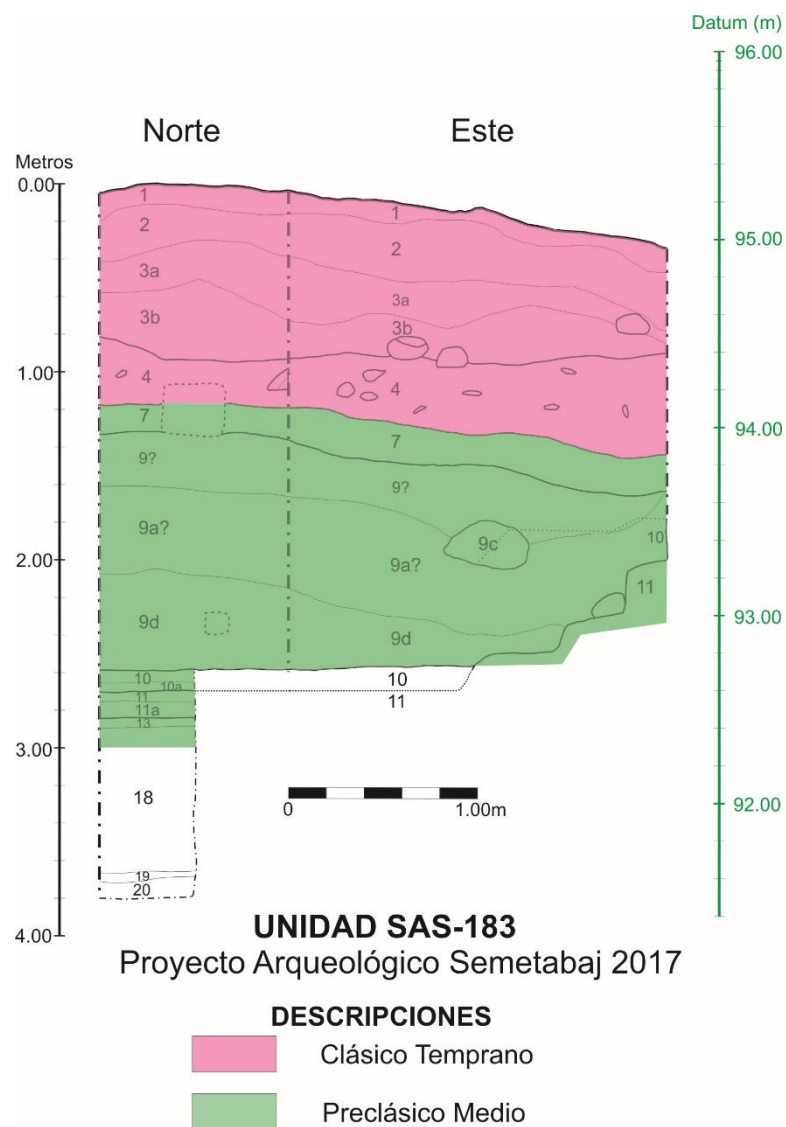 Datum (m)
96.00
Norte
Este
Metros
0.00
1
1
2
2
95.00
3a
3a
3b
3b
1.00
4
4
7
94.00
7
9?
9?
9a?
9c
2.00
10
9a?
11
93.00
9d
9d
10
10
10a
11
11
11a
13
3.00
18
92.00
0
1.00m
19
20
4.00
UNIDAD SAS-183
Proyecto Arqueológico Semetabaj 2017
DESCRIPCIONES
Clásico Temprano
Preclásico Medio